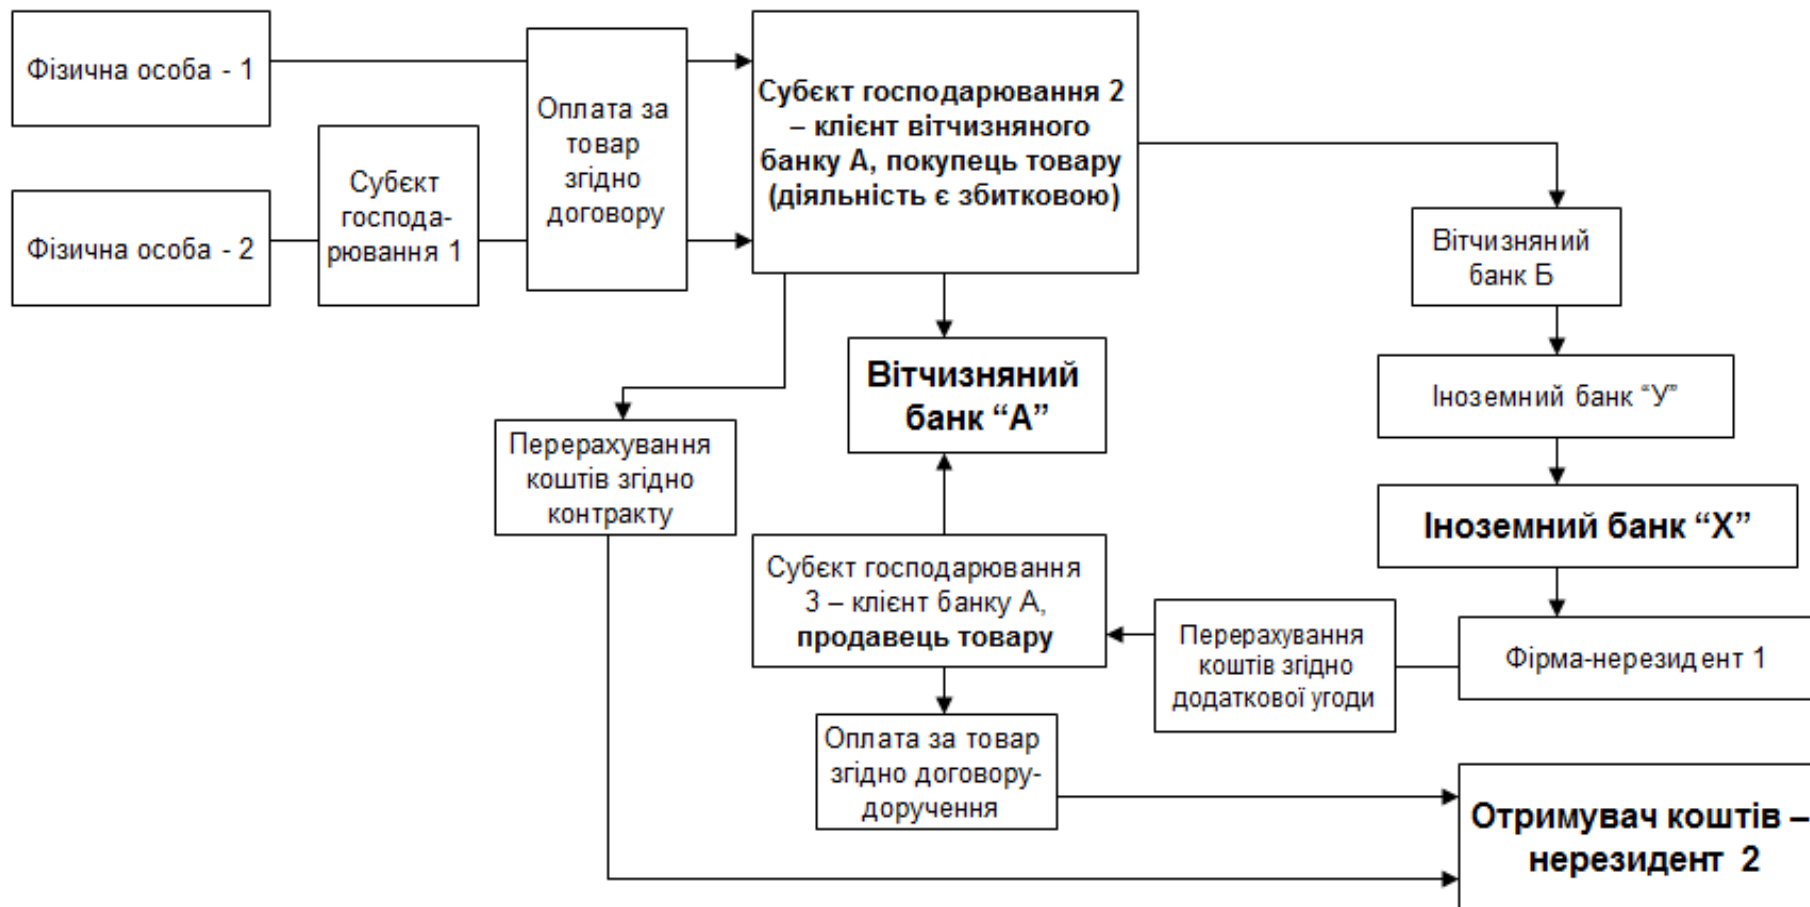 Фізична особа - 1
Фізична особа - 2
Субєкт
господа-
рювання 1
Оплата за
товар
згідно
договору
Субєкт господарювання 2
– клієнт вітчизняного
банку А, покупець товару
(діяльність є збитковою)
Вітчизняний
банк Б
Іноземний банк “У”
Іноземний банк “Х”
Фірма-нерезидент 1
Вітчизняний
банк “А”
Перерахування
коштів згідно
контракту
Субєкт господарювання
3 – клієнт банку А,
продавець товару
Перерахування
коштів згідно
додаткової угоди
Оплата за товар
згідно договору-
доручення
Отримувач коштів –
нерезидент 2